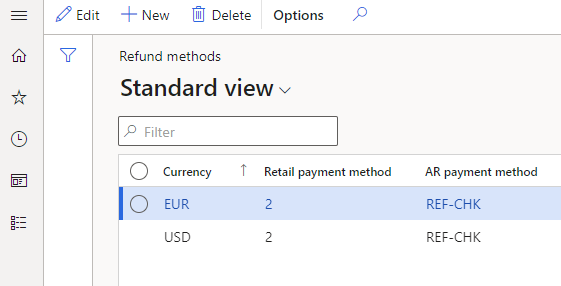 Edit New Delete Options
Refund methods
Standard view
Filter
Currency Retail payment method AR payment method
EUR 2 REF-CHK
USD 2 REF-CHK